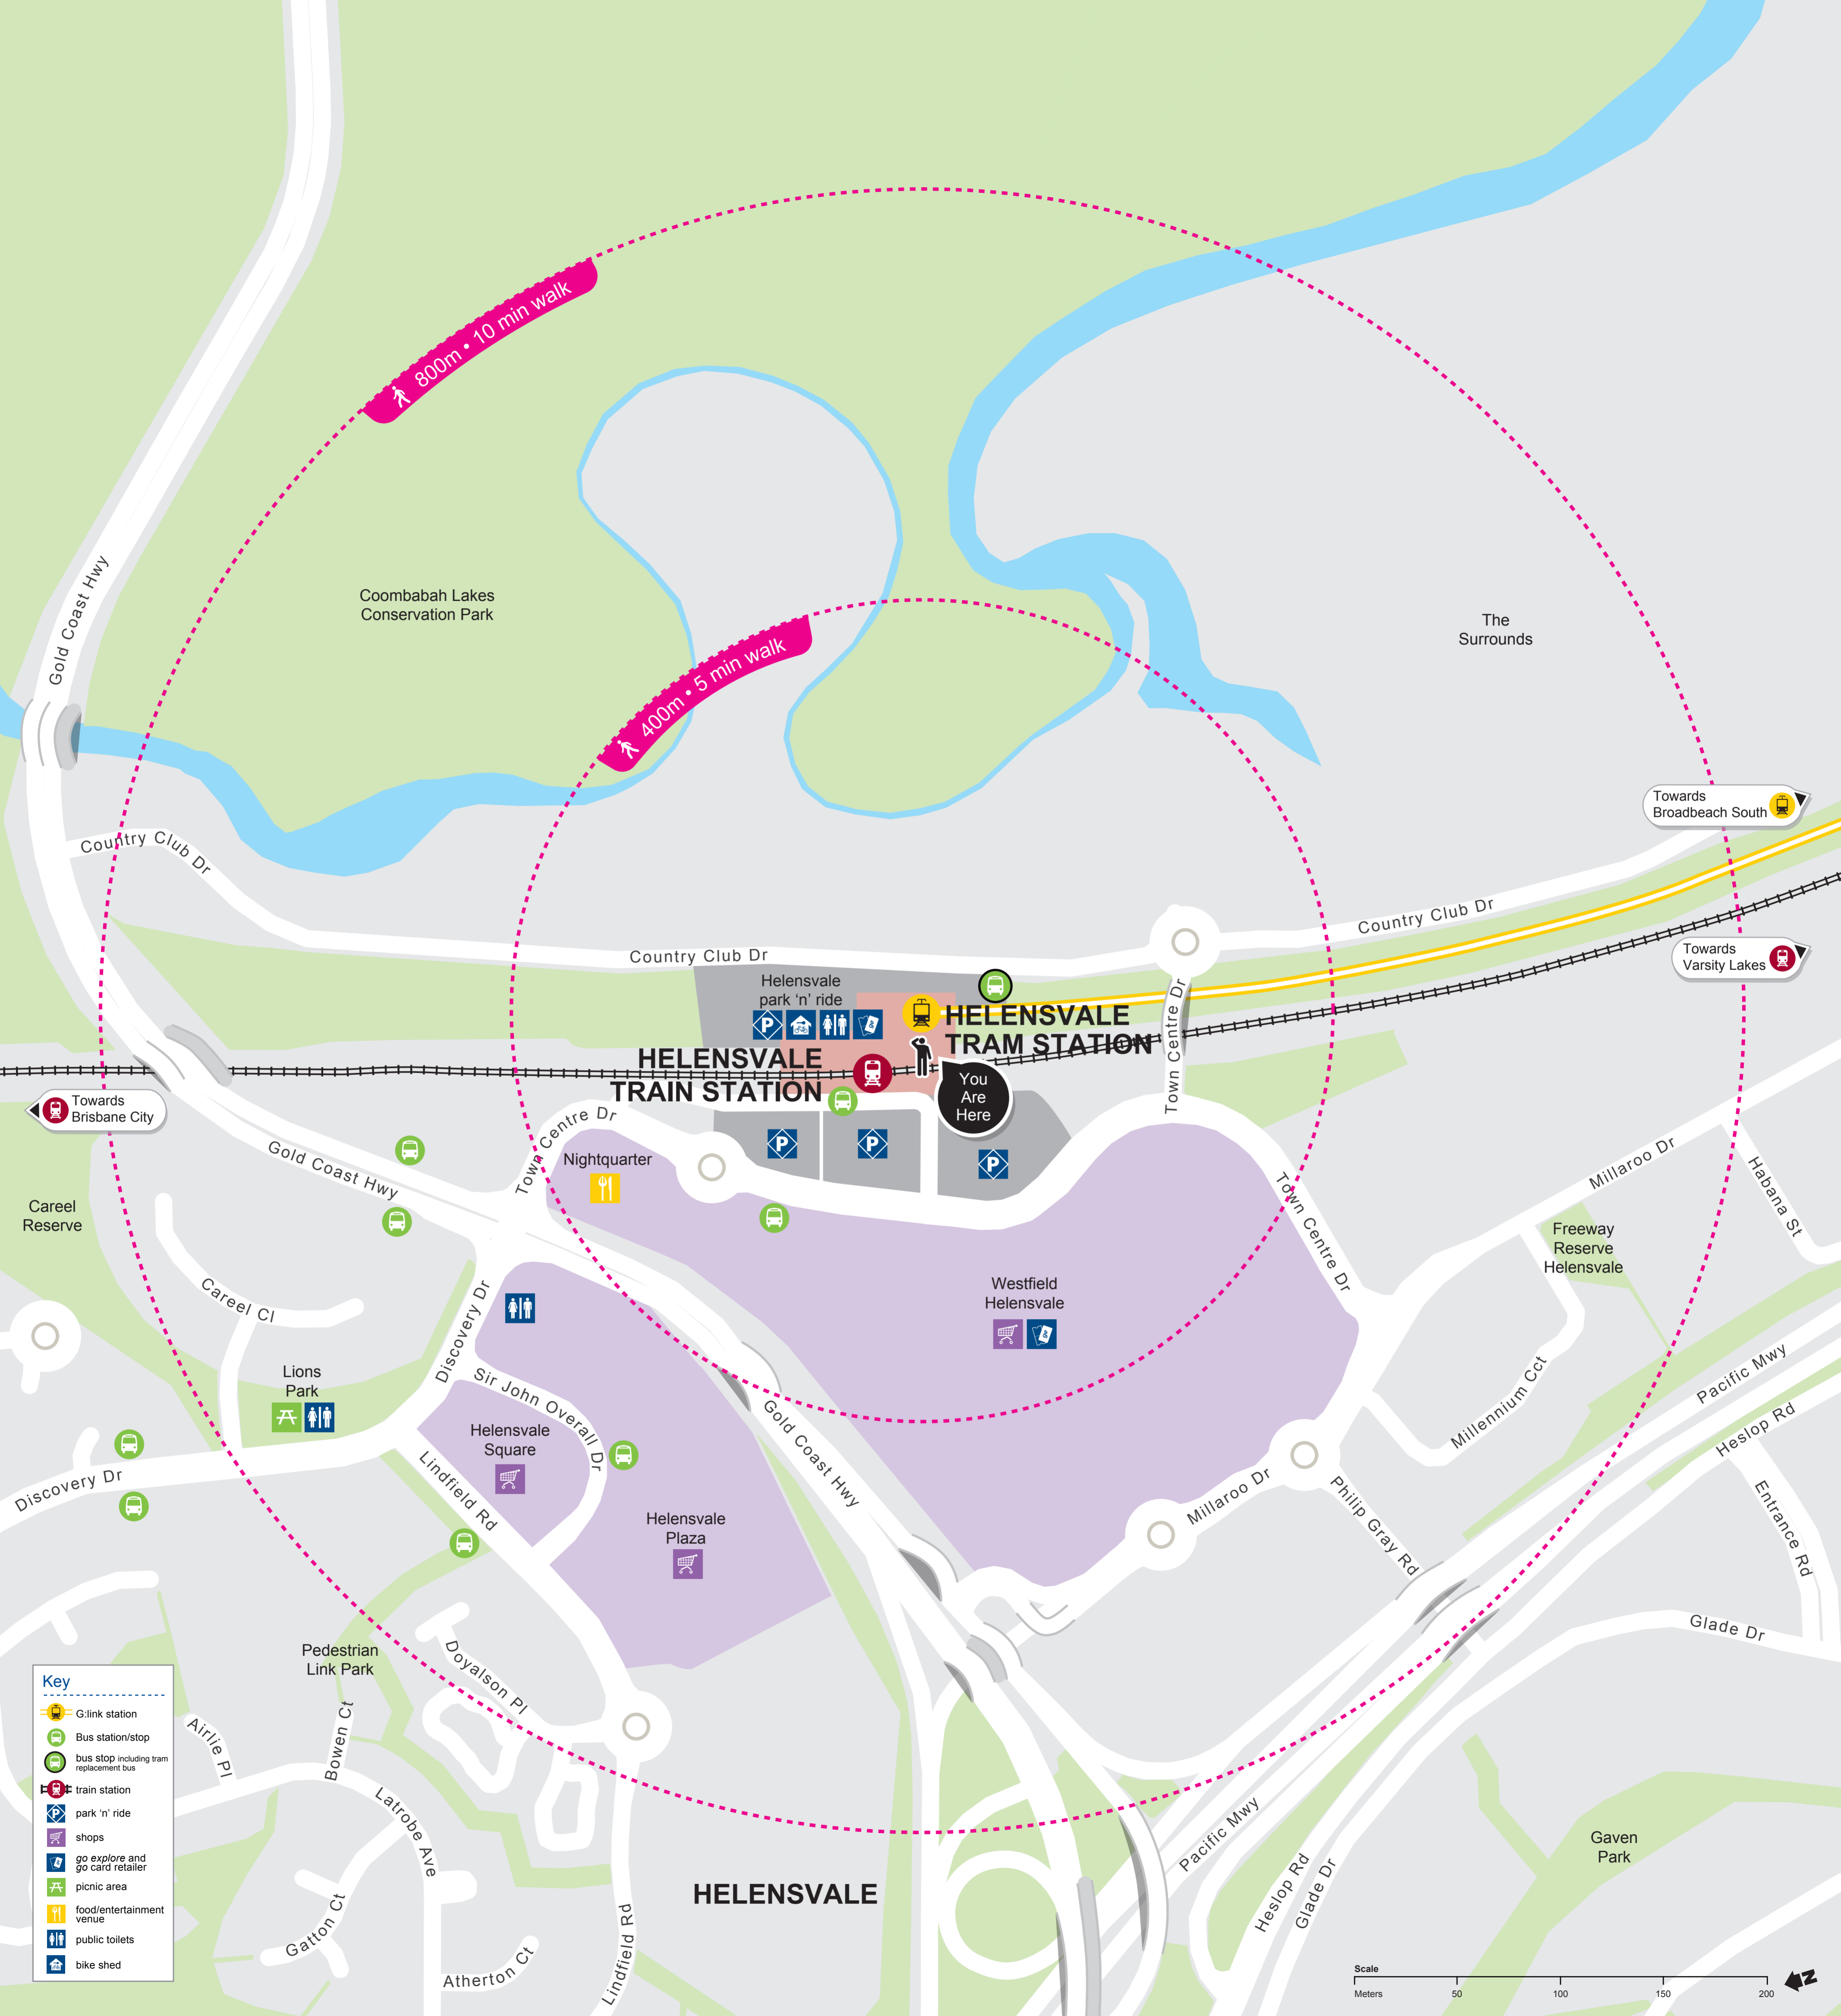 800m • 10 min walk
Gold Coast Hwy
Coombabah Lakes
Conservation Park
The
Surrounds
400m • 5 min walk
Towards
Broadbeach South
Country Club Dr
Country Club Dr
Country Club Dr
Towards
Varsity Lakes
Helensvale
park ‘n’ ride
P
HELENSVALE
TRAM STATION
HELENSVALE
TRAIN STATION
You
Are
Here
Town Centre Dr
Towards
Brisbane City
Town Centre Dr
P
P
P
Nightquarter
Gold Coast Hwy
Careel
Reserve
Millaroo Dr
Habana St
Town Centre Dr
Freeway
Reserve
Helensvale
Careel Cl
Discovery Dr
Westfield
Helensvale
Lions
Park
Sir John Overall Dr
Helensvale
Square
Gold Coast Hwy
Millennium Cct
Pacific Mwy
Heslop Rd
Discovery Dr
Lindfield Rd
Helensvale
Plaza
Millaroo Dr
Philip Gray Rd
Entrance Rd
Glade Dr
Pedestrian
Link Park
Doyalson Pl
Bowen Ct
Airlie Pl
Latrobe Ave
Gatton Ct
Atherton Ct
Lindfield Rd
HELENSVALE
Pacific Mwy
Heslop Rd
Glade Dr
Gaven
Park
Key
G:link station
Bus station/stop
bus stop including tram
replacement bus
train station
P
park ‘n’ ride
shops
go explore and
go card retailer
picnic area
food/entertainment
venue
public toilets
bike shed
Scale
Meters 50 100 150 200
N